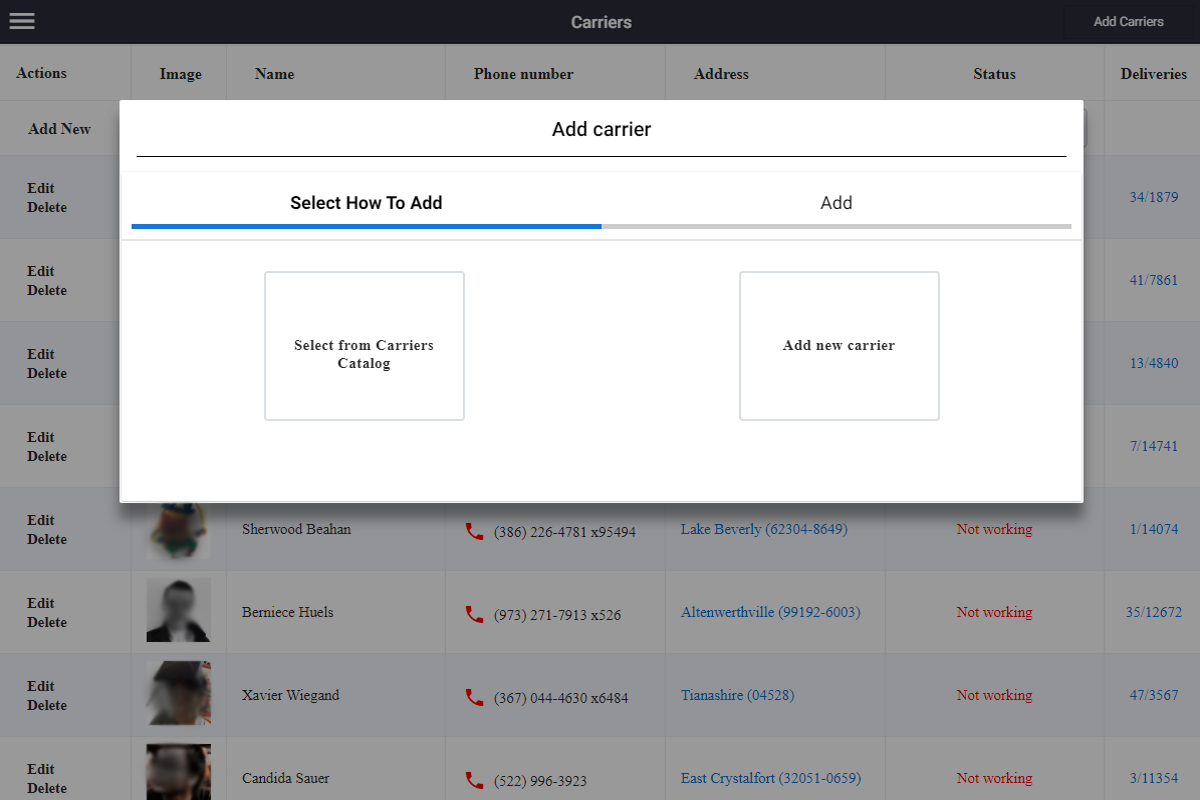 Carriers
Add Carriers
Actions Image Name Phone number Address Status Deliveries
Add New
Add carrier
Select How To Add Add
Select from Carriers
Catalog
Add new carrier
Edit
Delete
34/1879
Edit
Delete
41/7861
Edit
Delete
13/4840
Edit
Delete
7/14741
Edit
Delete
Sherwood Beahan (386) 226-4781 x95494 Lake Beverly (62304-8649) Not working 1/14074
Edit
Delete
Berniece Huels (973) 271-7913 x526 Altenwerthville (99192-6003) Not working 35/12672
Edit
Delete
Xavier Wiegand (367) 044-4630 x6484 Tianashire (04528) Not working 47/3567
Edit
Delete
Candida Sauer (522) 996-3923 East Crystalfort (32051-0659) Not working 3/11354